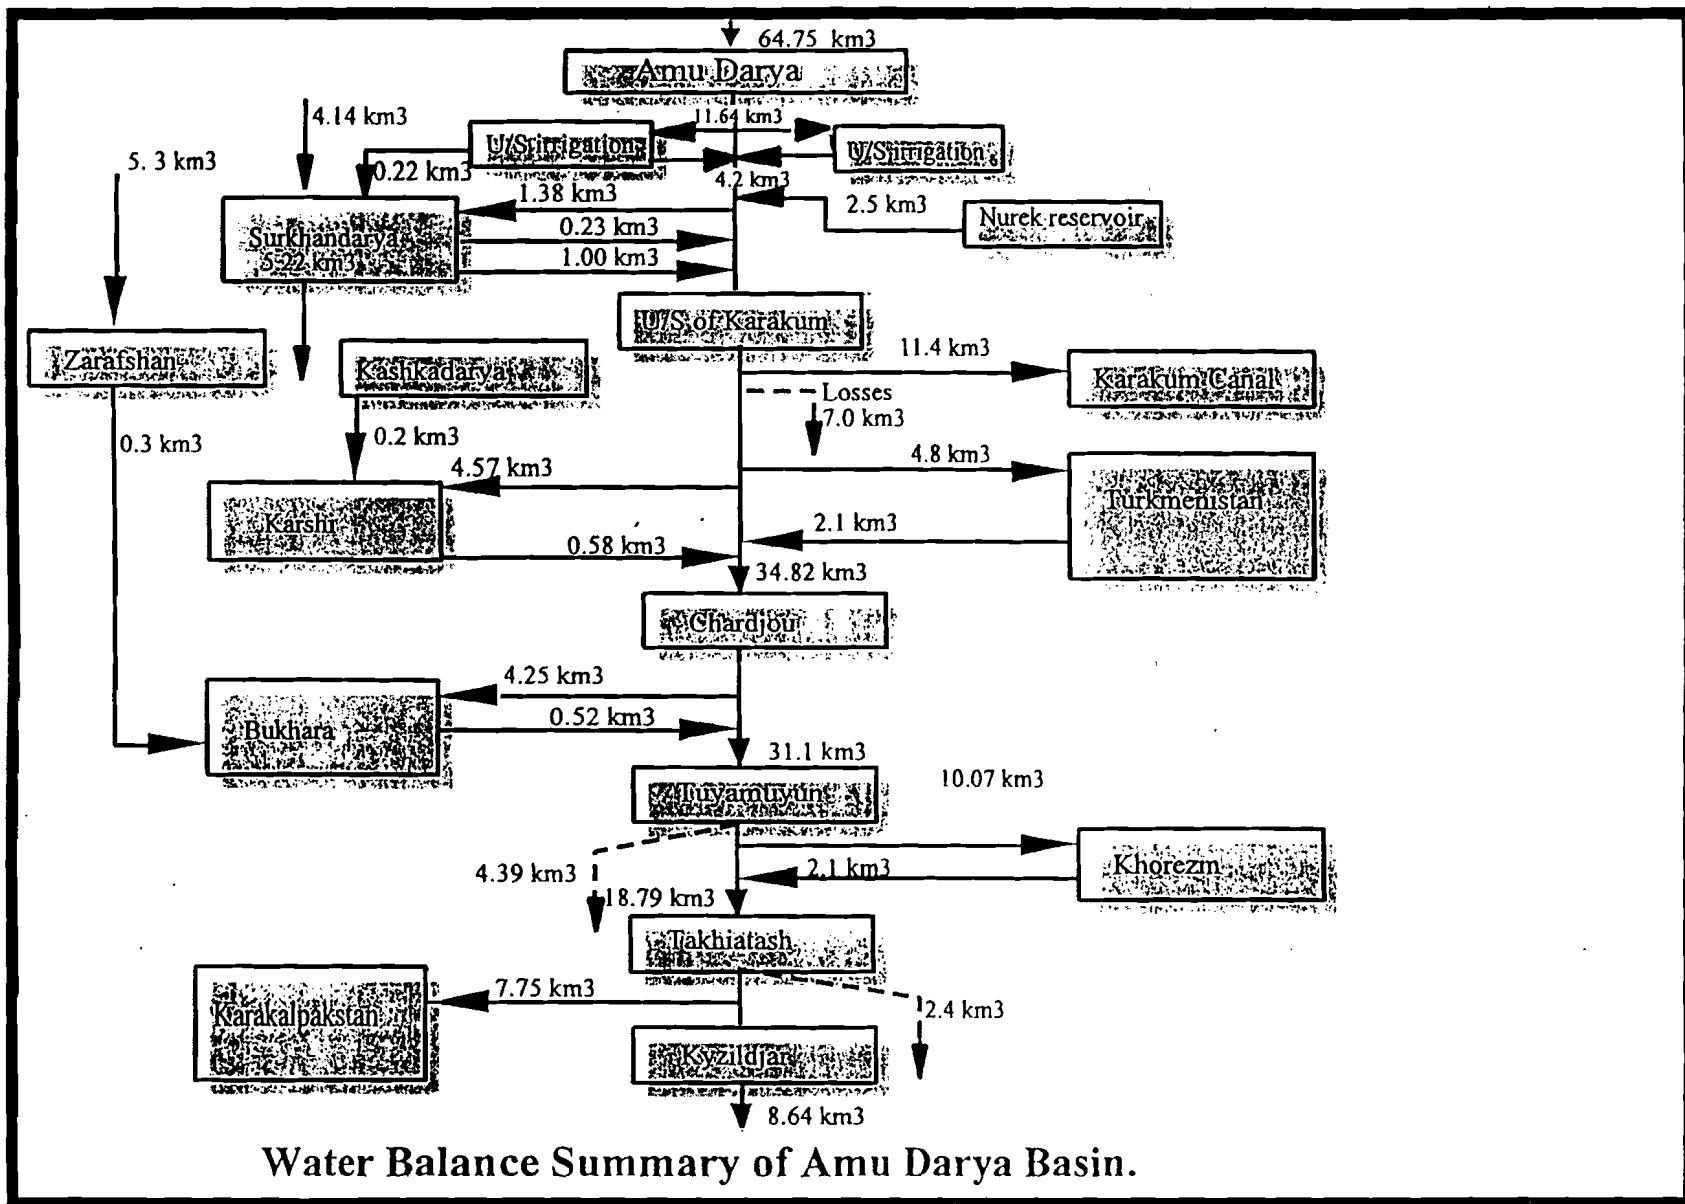 64.75 km3
Amu Darya
4.14 km3
11.64 km3
U/S irrigation
U/S irrigation
5. 3 km3
0.22 km3
4.2 km3
1.38 km3
2.5 km3
Nurek reservoir
Surkhandarya
5.22 km3
0.23 km3
1.00 km3
U/S of Karakum
Zarafshan
Kashkadarya
11.4 km3
Karakum Canal
Losses
7.0 km3
0.3 km3
0.2 km3
4.57 km3
4.8 km3
Turkmenistan
Karshi
2.1 km3
0.58 km3
34.82 km3
Chardjou
4.25 km3
0.52 km3
Bukhara
31.1 km3
10.07 km3
Tuyamuyun
4.39 km3
2.1 km3
Khorezm
18.79 km3
Takhiatash
7.75 km3
2.4 km3
Karakalpakstan
Kyzildjar
8.64 km3
Water Balance Summary of Amu Darya Basin.